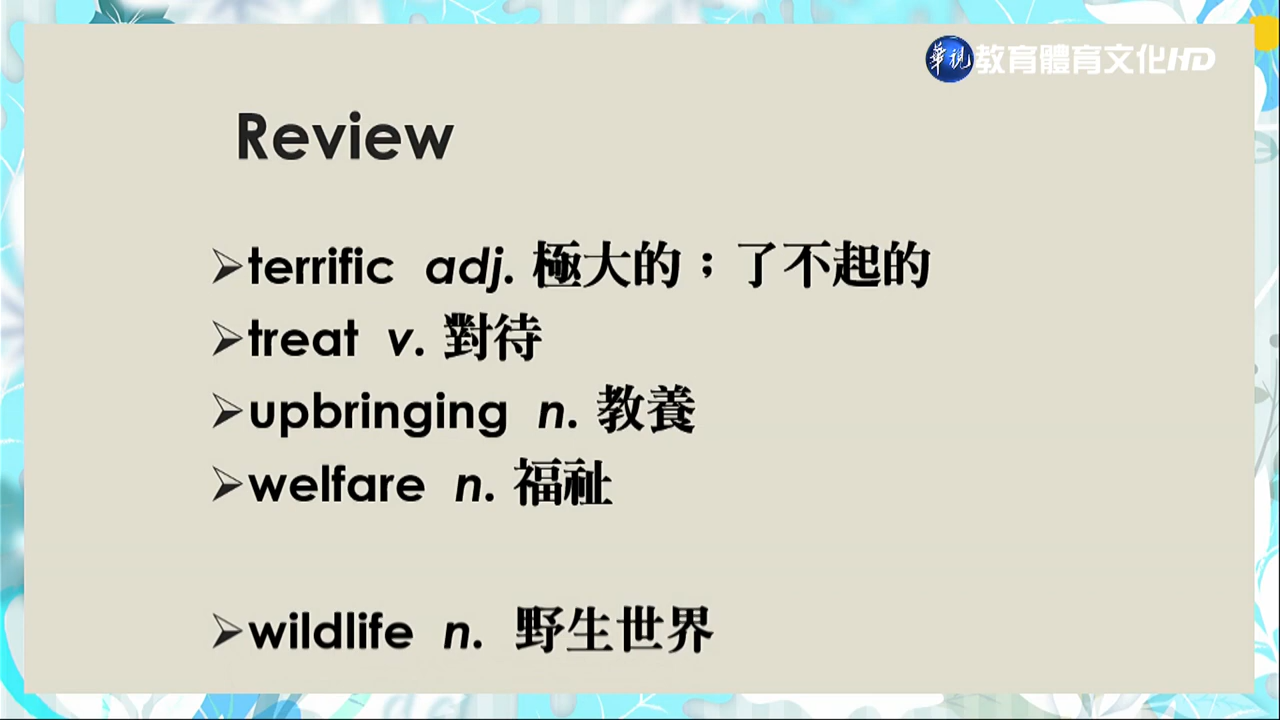 華視教育體育文化HD
Review
➢terrific adj. 極大的；了不起的
➢treat v. 對待
➢upbringing n. 教養
➢welfare n. 福祉
➢wildlife n. 野生世界